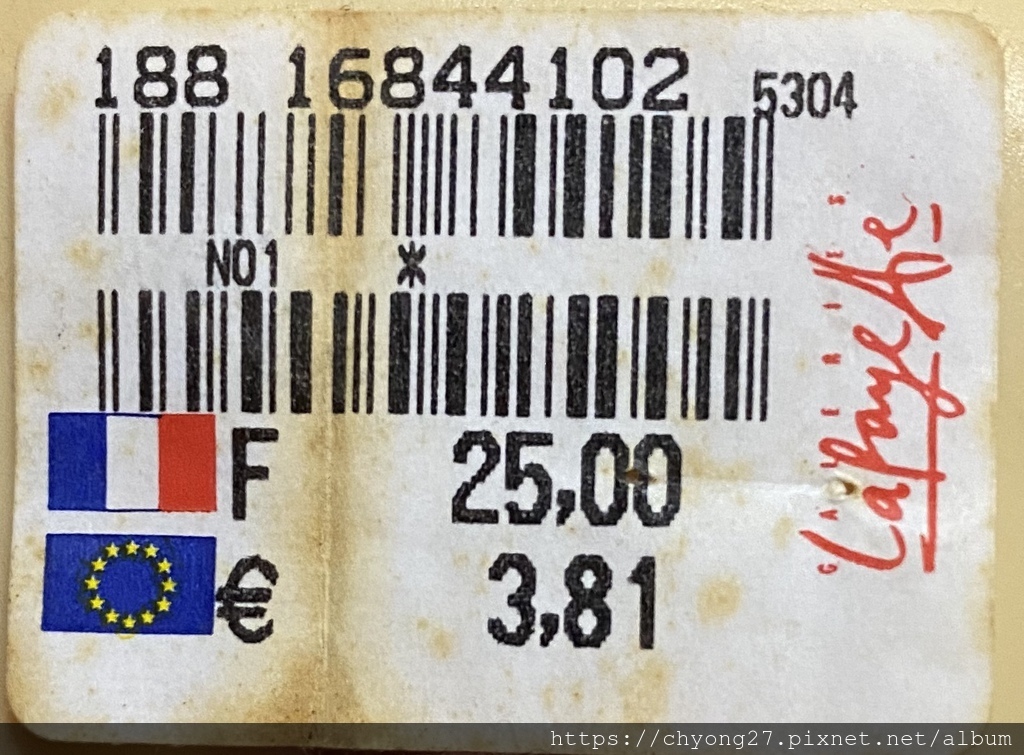 188 16844102 5304
N01 *
F 25,00
€ 3,81
GALERIES
Lafayette
https://chyong27.pixnet.net/album